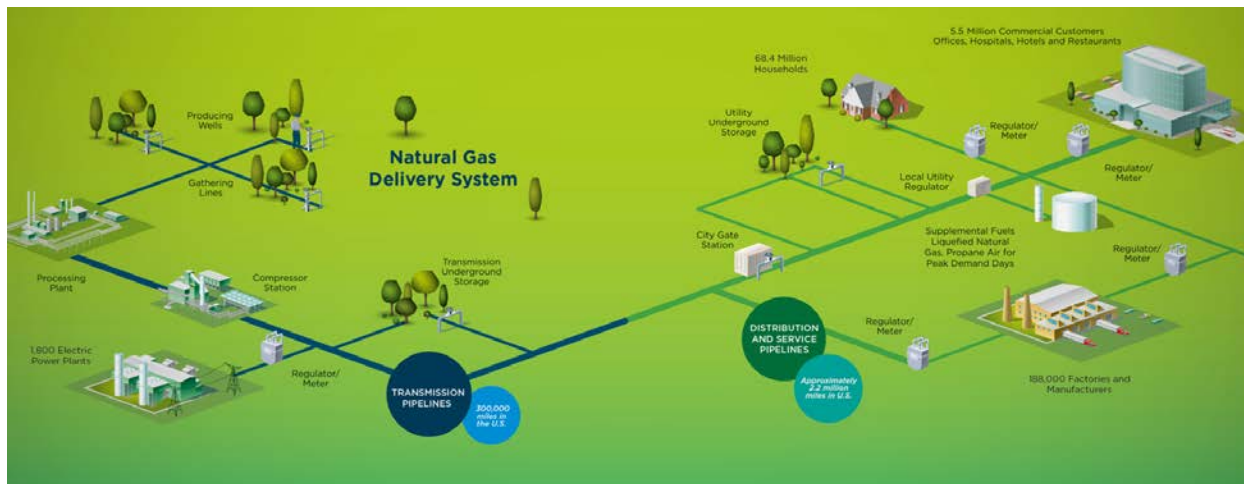 Natural Gas
Delivery System
Producing
Wells
Gathering
Lines
Processing
Plant
Compressor
Station
Transmission
Underground
Storage
1,600 Electric
Power Plants
Regulator/
Meter
TRANSMISSION
PIPELINES
300,000
miles in
the U.S.
City Gate
Station
Utility
Underground
Storage
68.4 Million
Households
5.5 Million Commercial Customers
Offices, Hospitals, Hotels and Restaurants
Regulator/
Meter
Regulator/
Meter
Local Utility
Regulator
Supplemental Fuels
Liquefied Natural
Gas, Propane Air for
Peak Demand Days
Regulator/
Meter
DISTRIBUTION
AND SERVICE
PIPELINES
Approximately
2.2 million
miles in U.S.
Regulator/
Meter
188,000 Factories and
Manufacturers